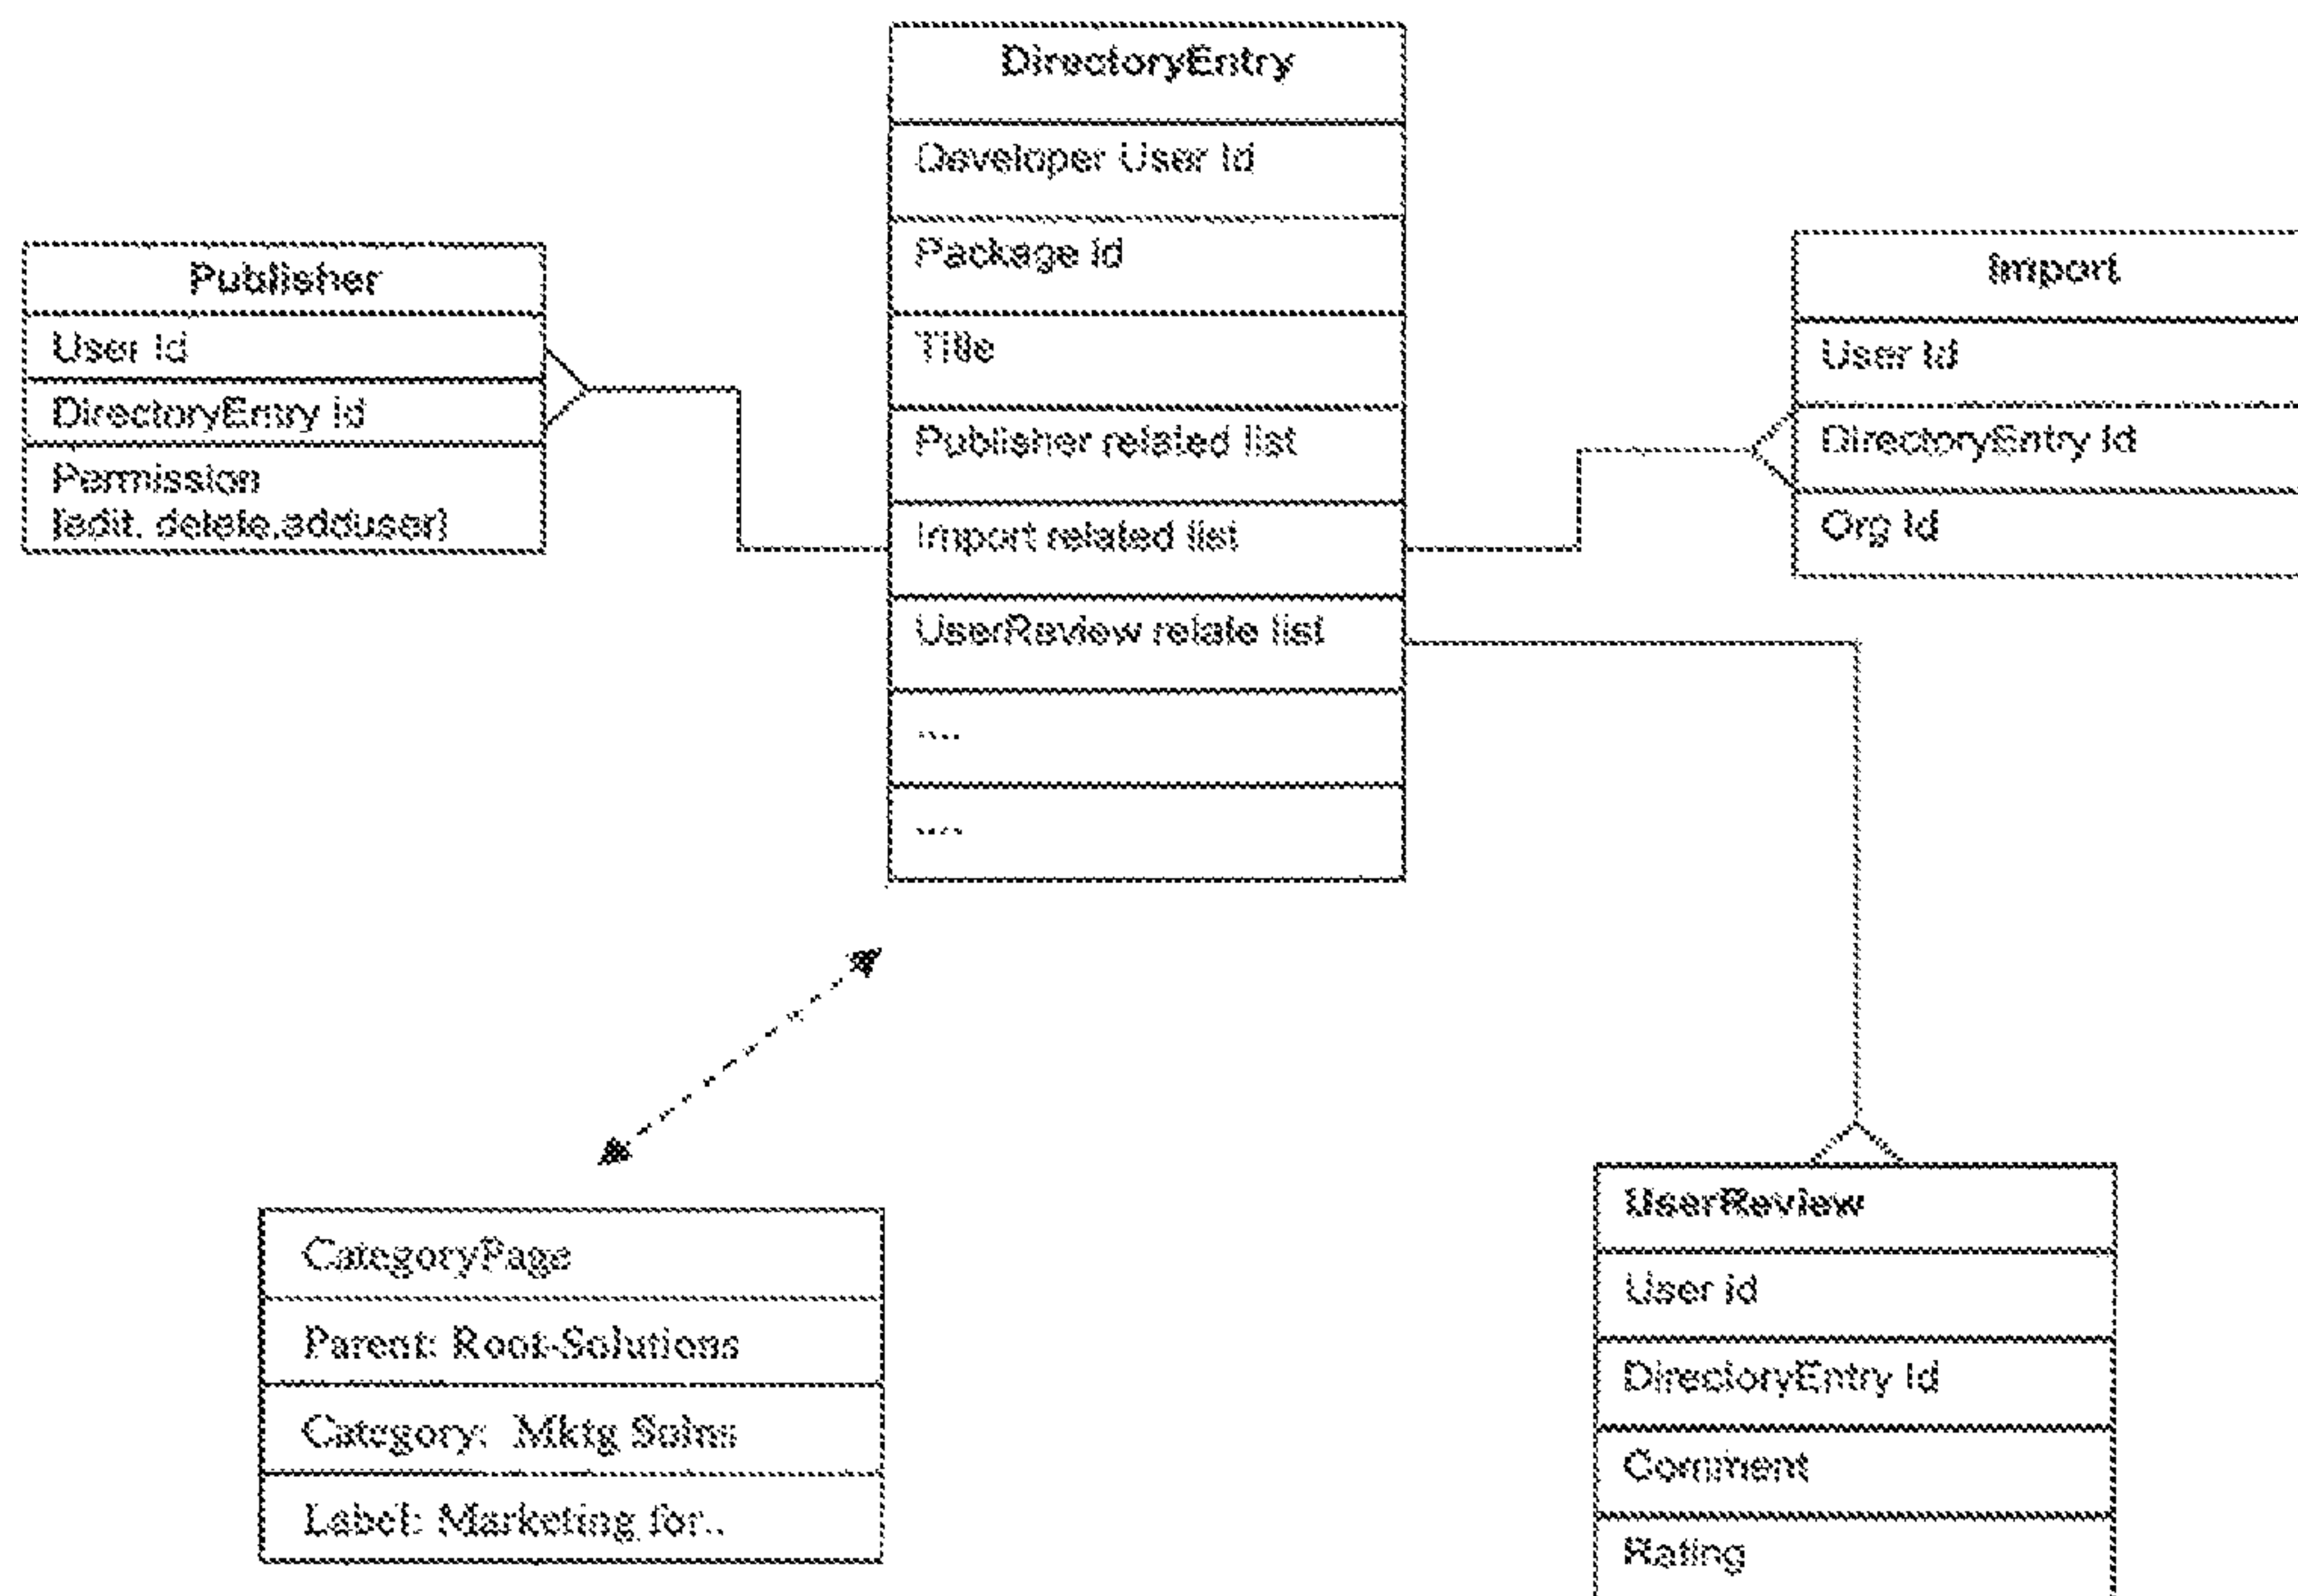 DirectoryEntry
Developer User Id
Package Id
Title
Publisher related list
Import related list
UserReview relate list
....
....
Publisher
User Id
DirectoryEntry Id
Permission
[edit, delete,adduser]
Import
User Id
DirectoryEntry Id
Org Id
CategoryPage
Parent: Root-Solutions
Category: Mktg Solns
Label: Marketing for..
UserReview
User id
DirectoryEntry Id
Comment
Rating